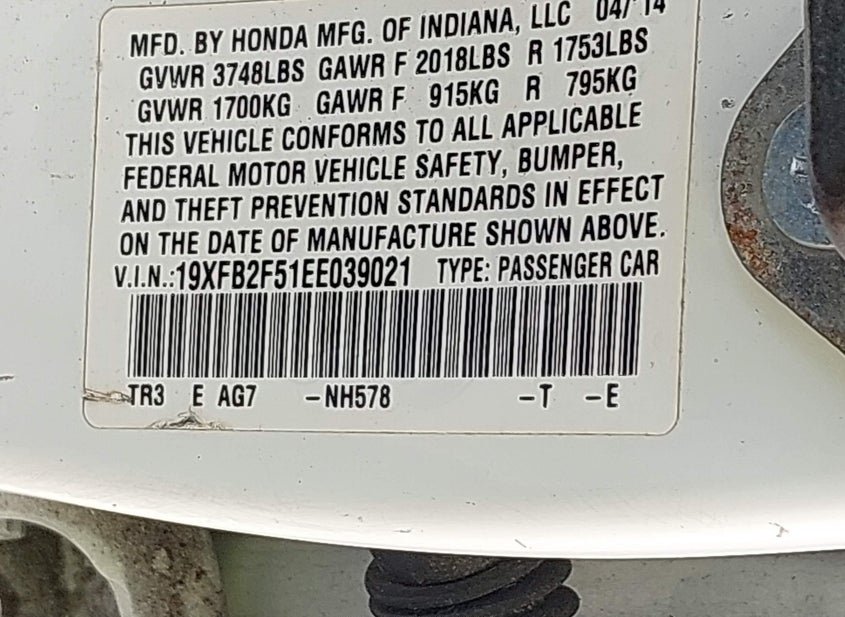 MFD. BY HONDA MFG. OF INDIANA, LLC 04/14
GVWR 3748LBS GAWR F 2018LBS R 1753LBS
GVWR 1700KG GAWR F 915KG R 795KG
THIS VEHICLE CONFORMS TO ALL APPLICABLE
FEDERAL MOTOR VEHICLE SAFETY, BUMPER,
AND THEFT PREVENTION STANDARDS IN EFFECT
ON THE DATE OF MANUFACTURE SHOWN ABOVE.
V.I.N.:19XFB2F51EE039021 TYPE: PASSENGER CAR
TR3 E AG7 -NH578 -T -E